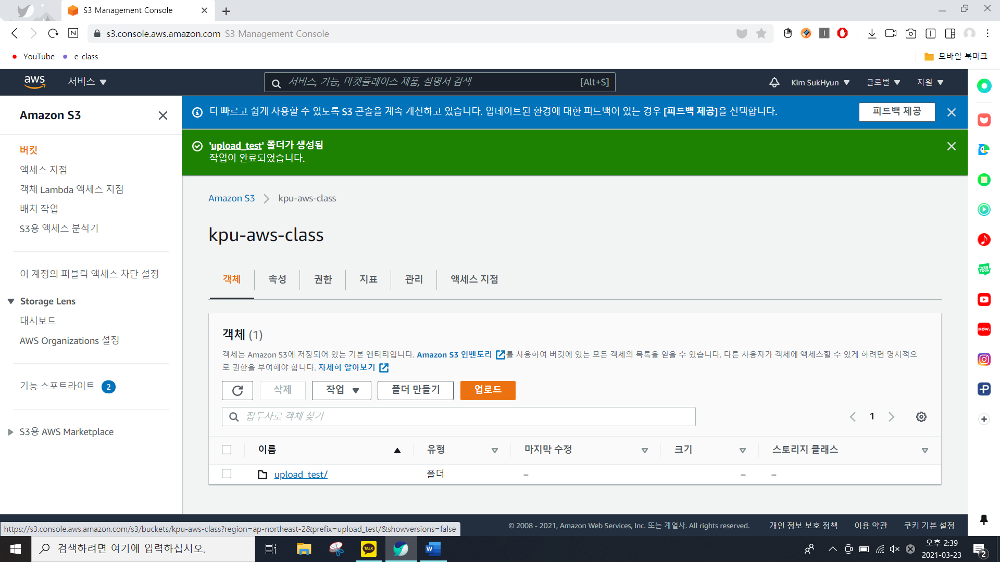 S3 Management Console
s3.console.aws.amazon.com S3 Management Console
YouTube e-class 모바일 북마크
aws 서비스 서비스, 기능, 마켓플레이스 제품, 설명서 검색 [Alt+S] Kim SukHyun 글로벌 지원
Amazon S3
버킷
액세스 지점
객체 Lambda 액세스 지점
배치 작업
S3용 액세스 분석기
이 계정의 퍼블릭 액세스 차단 설정
Storage Lens
대시보드
AWS Organizations 설정
기능 스포트라이트 2
S3용 AWS Marketplace
더 빠르고 쉽게 사용할 수 있도록 S3 콘솔을 계속 개선하고 있습니다. 업데이트된 환경에 대한 피드백이 있는 경우 [피드백 제공]을 선택합니다. 피드백 제공
'upload_test' 폴더가 생성됨
작업이 완료되었습니다.
Amazon S3 kpu-aws-class
kpu-aws-class
객체 속성 권한 지표 관리 액세스 지점
객체 (1)
객체는 Amazon S3에 저장되어 있는 기본 엔터티입니다. Amazon S3 인벤토리 를 사용하여 버킷에 있는 모든 객체의 목록을 얻을 수 있습니다. 다른 사용자가 객체에 액세스할 수 있게 하려면 명시적으
로 권한을 부여해야 합니다. 자세히 알아보기
삭제 작업 폴더 만들기 업로드
접두사로 객체 찾기 1
이름 유형 마지막 수정 크기 스토리지 클래스
upload_test/ 폴더 – – –
WEB
TOON
NOW.
© 2008 - 2021, Amazon Web Services, Inc. 또는 계열사. All rights reserved. 개인 정보 보호 정책 이용 약관 쿠키 기본 설정
https://s3.console.aws.amazon.com/s3/buckets/kpu-aws-class?region=ap-northeast-2&prefix=upload_test/&showversions=false
검색하려면 여기에 입력하십시오. TALK W 오후 2:39
2021-03-23 2